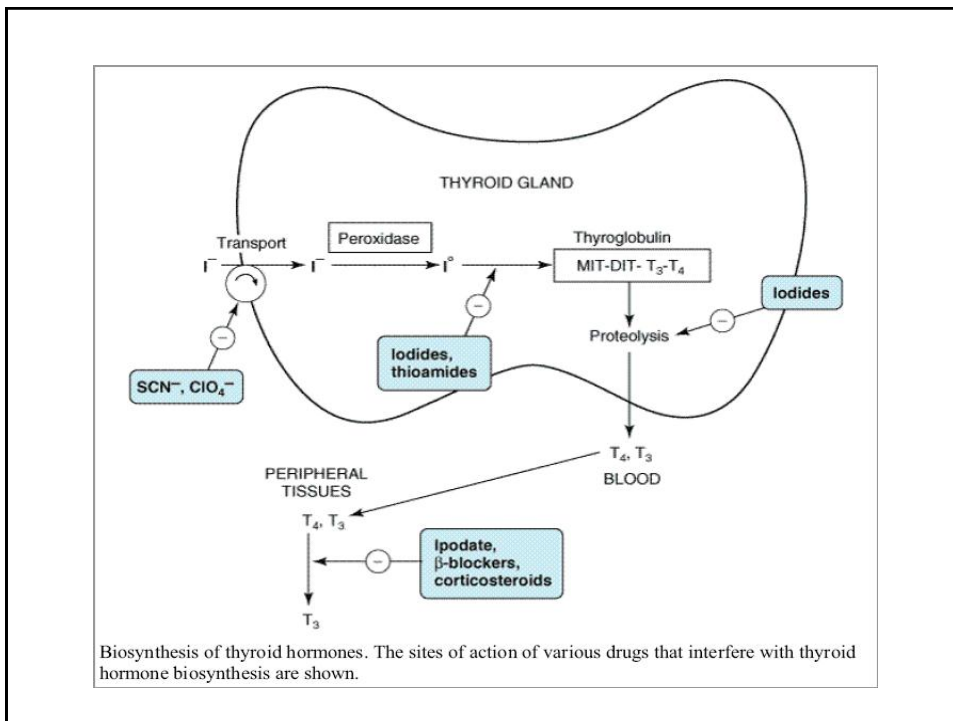 THYROID GLAND
Transport
Peroxidase
Thyroglobulin
I⁻ I⁻ I° MIT-DIT- T₃-T₄
Iodides
Proteolysis
Iodides,
thioamides
SCN⁻, ClO₄⁻
T₄, T₃
BLOOD
PERIPHERAL
TISSUES
T₄, T₃
Ipodate,
β-blockers,
corticosteroids
T₃
Biosynthesis of thyroid hormones. The sites of action of various drugs that interfere with thyroid
hormone biosynthesis are shown.